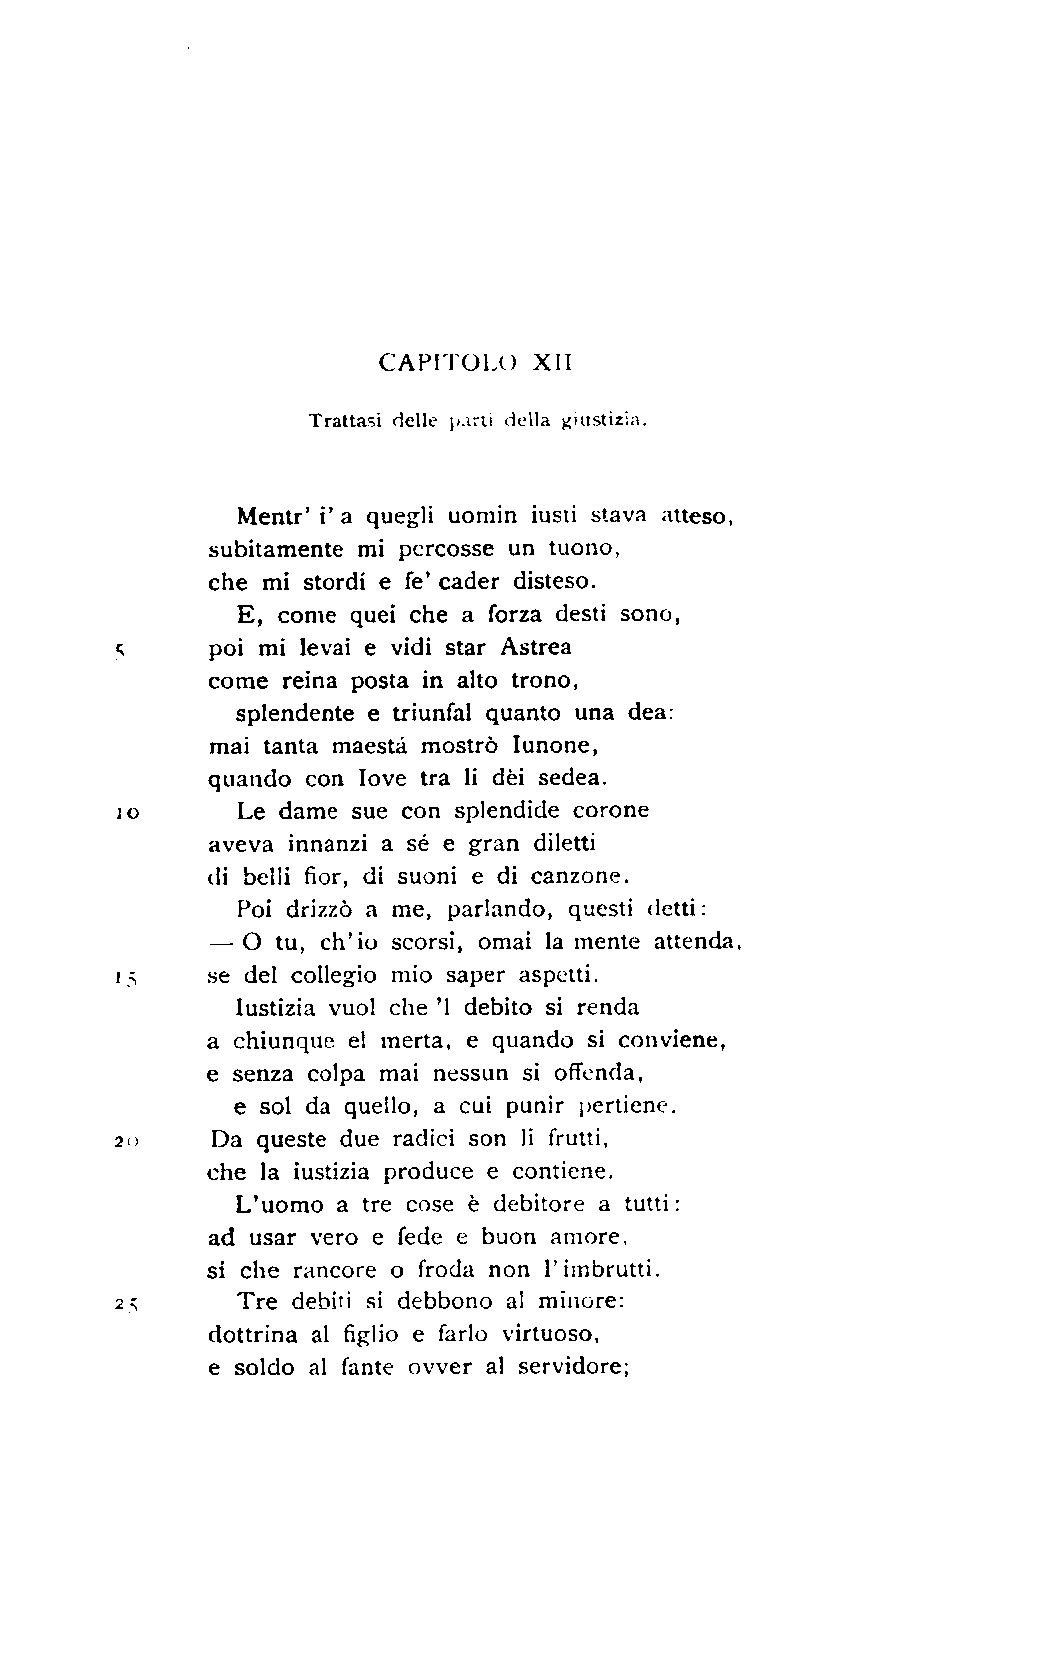 CAPITOLO XII
Trattasi delle parti della giustizia.
Mentr' i' a quegli uomin iusti stava atteso,
subitamente mi percosse un tuono,
che mi stordí e fe' cader disteso.
E, come quei che a forza desti sono,
5 poi mi levai e vidi star Astrea
come reina posta in alto trono,
splendente e triunfal quanto una dea:
mai tanta maestá mostrò Iunone,
quando con Iove tra li dèi sedea.
10 Le dame sue con splendide corone
aveva innanzi a sé e gran diletti
di belli fior, di suoni e di canzone.
Poi drizzò a me, parlando, questi detti:
— O tu, ch'io scorsi, omai la mente attenda,
15 se del collegio mio saper aspetti.
Iustizia vuol che 'l debito si renda
a chiunque el merta, e quando si conviene,
e senza colpa mai nessun si offenda,
e sol da quello, a cui punir pertiene.
20 Da queste due radici son li frutti,
che la iustizia produce e contiene.
L'uomo a tre cose è debitore a tutti:
ad usar vero e fede e buon amore,
si che rancore o froda non l'imbrutti.
25 Tre debiti si debbono al minore:
dottrina al figlio e farlo virtuoso,
e soldo al fante ovver al servidore;